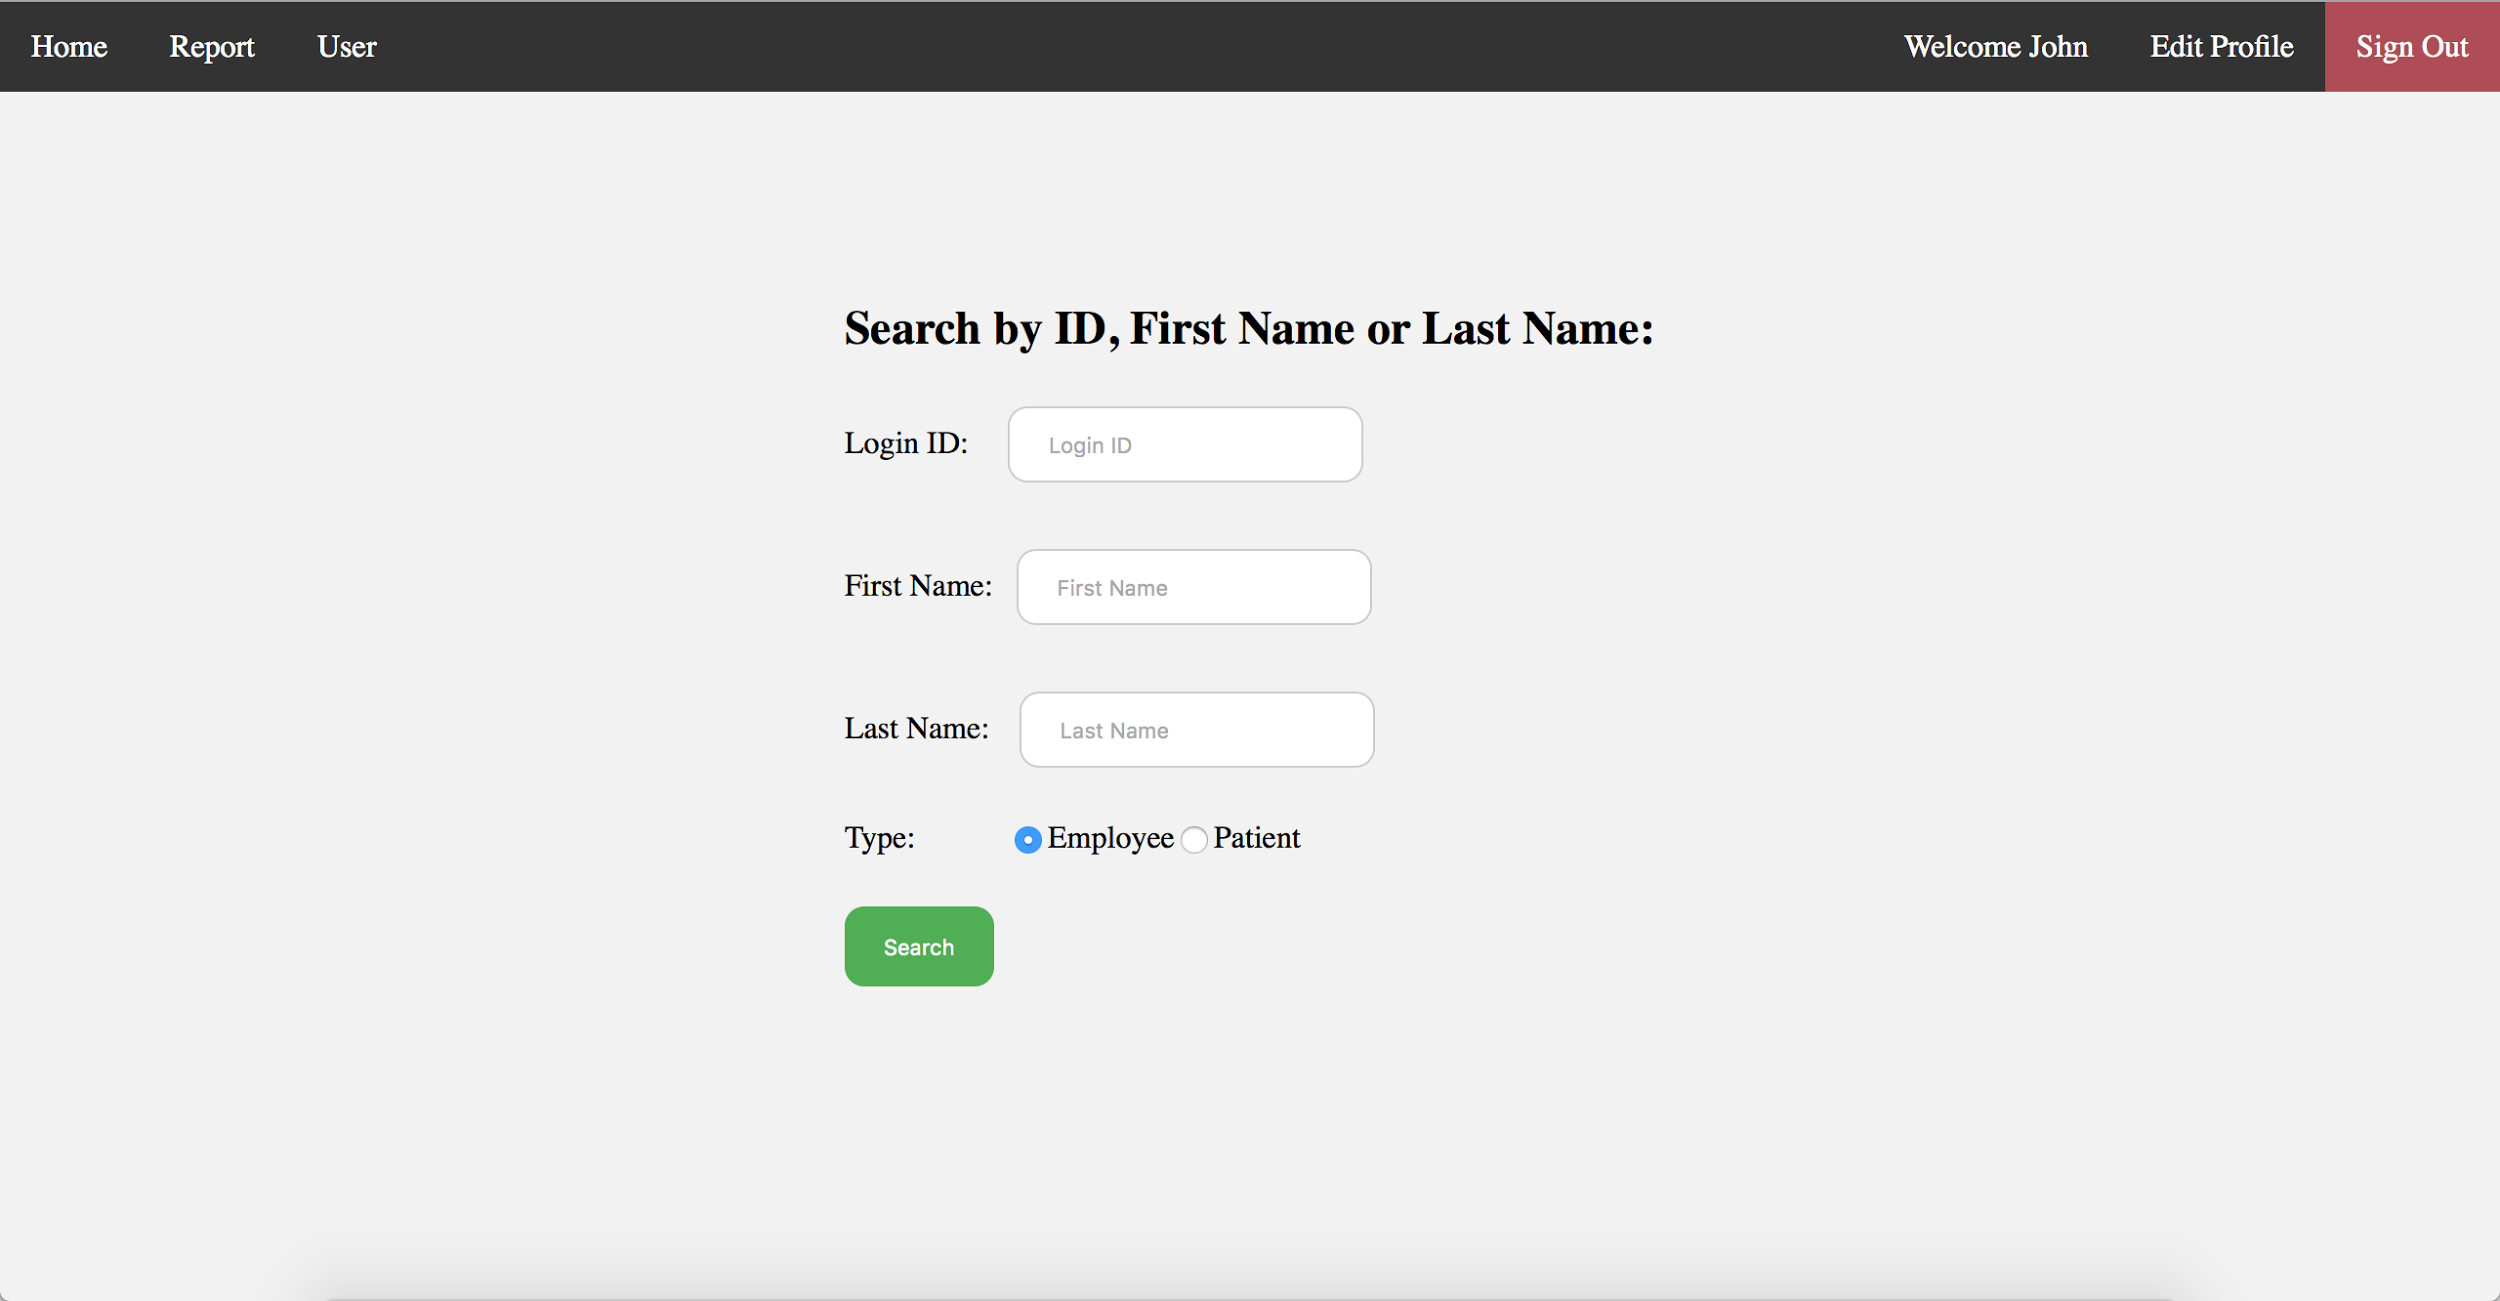 Home Report User Welcome John Edit Profile Sign Out
Search by ID, First Name or Last Name:
Login ID: Login ID
First Name: First Name
Last Name: Last Name
Type: Employee Patient
Search